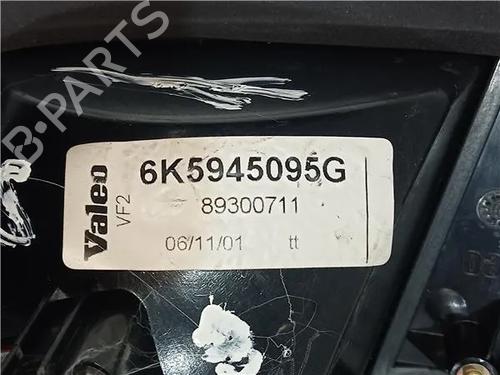 B-PARTS
Valeo
VF2
6K5945095G
89300711
06/11/01 tt